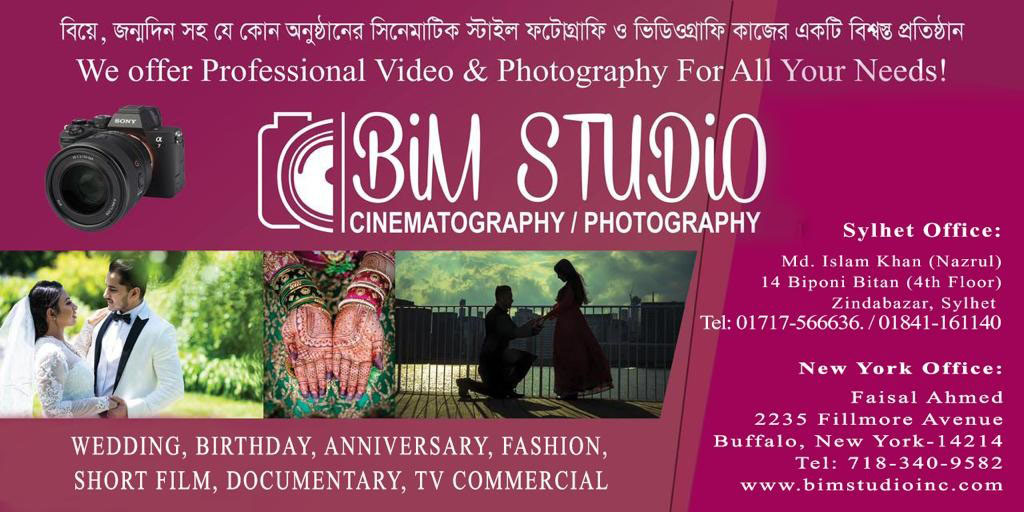 বিয়ে, জন্মদিন সহ যে কোন অনুষ্ঠানের সিনেমাটিক স্টাইল ফটোগ্রাফি ও ভিডিওগ্রাফি কাজের একটি বিশ্বস্ত প্রতিষ্ঠান
We offer Professional Video & Photography For All Your Needs!
SONY
α
7
BiM STUDiO
CINEMATOGRAPHY / PHOTOGRAPHY
WEDDING, BIRTHDAY, ANNIVERSARY, FASHION,
SHORT FILM, DOCUMENTARY, TV COMMERCIAL
Sylhet Office:
Md. Islam Khan (Nazrul)
14 Biponi Bitan (4th Floor)
Zindabazar, Sylhet
Tel: 01717-566636. / 01841-161140
New York Office:
Faisal Ahmed
2235 Fillmore Avenue
Buffalo, New York-14214
Tel: 718-340-9582
www.bimstudioinc.com